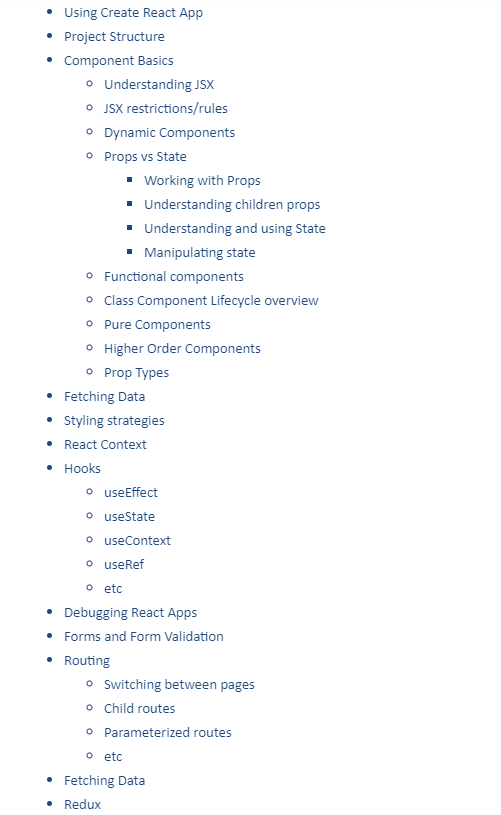 Using Create React App
Project Structure
Component Basics
Understanding JSX
JSX restrictions/rules
Dynamic Components
Props vs State
Working with Props
Understanding children props
Understanding and using State
Manipulating state
Functional components
Class Component Lifecycle overview
Pure Components
Higher Order Components
Prop Types
Fetching Data
Styling strategies
React Context
Hooks
useEffect
useState
useContext
useRef
etc
Debugging React Apps
Forms and Form Validation
Routing
Switching between pages
Child routes
Parameterized routes
etc
Fetching Data
Redux